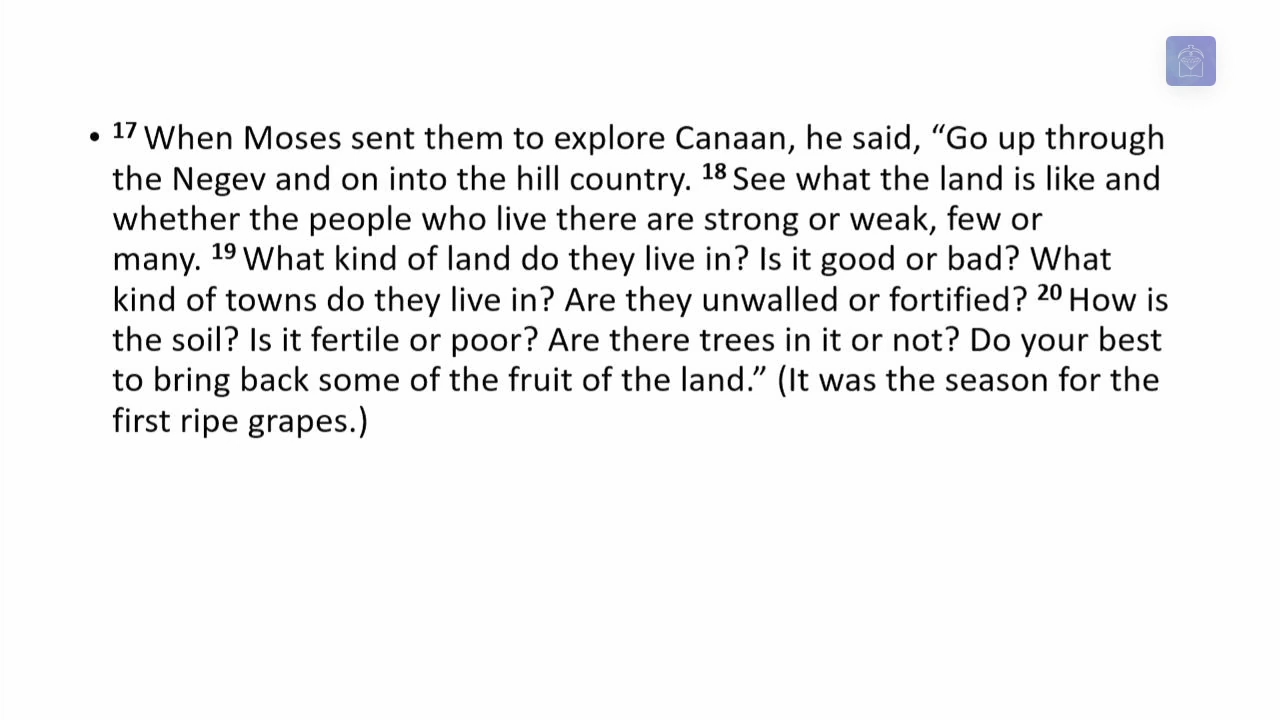 • 17 When Moses sent them to explore Canaan, he said, “Go up through
the Negev and on into the hill country. 18 See what the land is like and
whether the people who live there are strong or weak, few or
many. 19 What kind of land do they live in? Is it good or bad? What
kind of towns do they live in? Are they unwalled or fortified? 20 How is
the soil? Is it fertile or poor? Are there trees in it or not? Do your best
to bring back some of the fruit of the land.” (It was the season for the
first ripe grapes.)